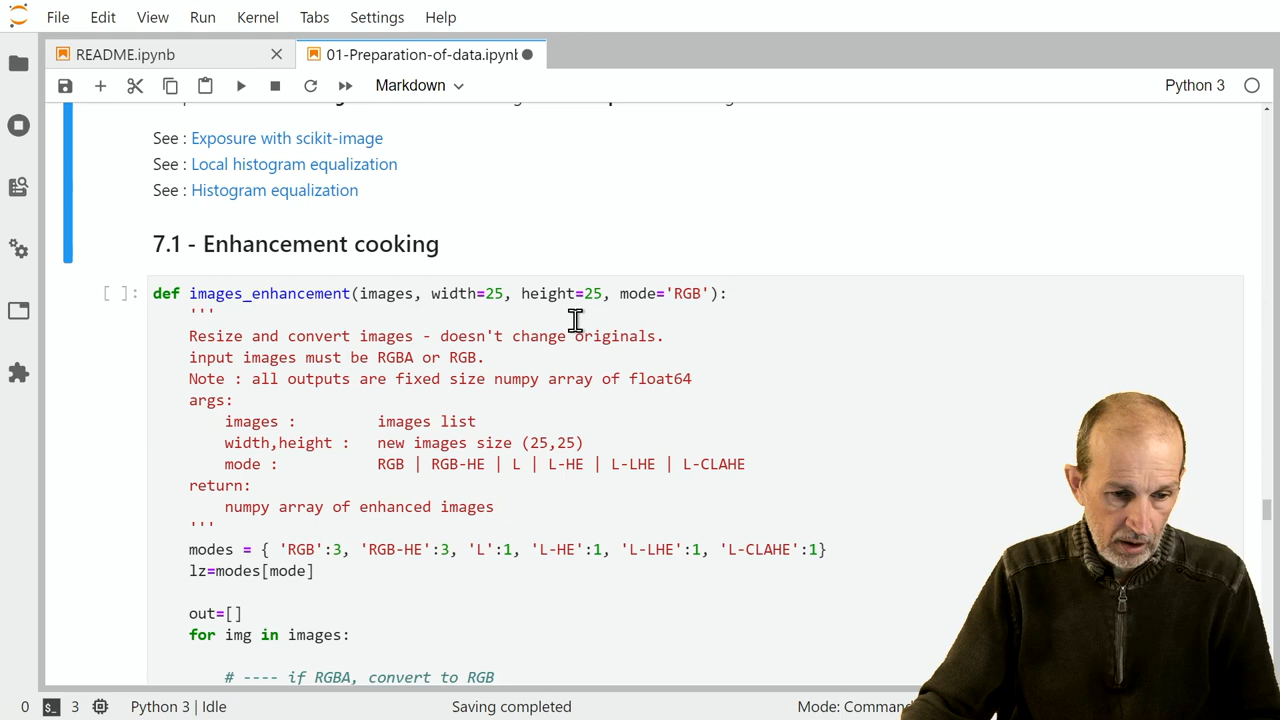 File Edit View Run Kernel Tabs Settings Help
README.ipynb
01-Preparation-of-data.ipynb
Markdown
Python 3
See : Exposure with scikit-image
See : Local histogram equalization
See : Histogram equalization
7.1 - Enhancement cooking
[ ]: def images_enhancement(images, width=25, height=25, mode='RGB'):
'''
Resize and convert images - doesn't change originals.
input images must be RGBA or RGB.
Note : all outputs are fixed size numpy array of float64
args:
images : images list
width,height : new images size (25,25)
mode : RGB | RGB-HE | L | L-HE | L-LHE | L-CLAHE
return:
numpy array of enhanced images
'''
modes = { 'RGB':3, 'RGB-HE':3, 'L':1, 'L-HE':1, 'L-LHE':1, 'L-CLAHE':1}
lz=modes[mode]
out=[]
for img in images:
# ---- if RGBA, convert to RGB
0 3 Python 3 | Idle Saving completed Mode: Command